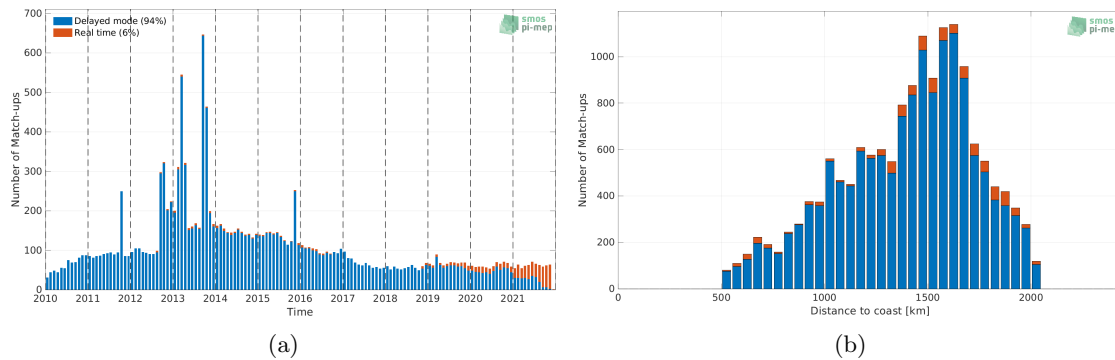 700
600
500
400
300
200
100
0
Number of Match-ups
Delayed mode (94%)
Real time (6%)
smos
pi-mep
2010 2011 2012 2013 2014 2015 2016 2017 2018 2019 2020 2021
Time
(a)
1000
800
600
400
200
0
Number of Match-ups
smos
pi-mep
0 500 1000 1500 2000
Distance to coast [km]
(b)